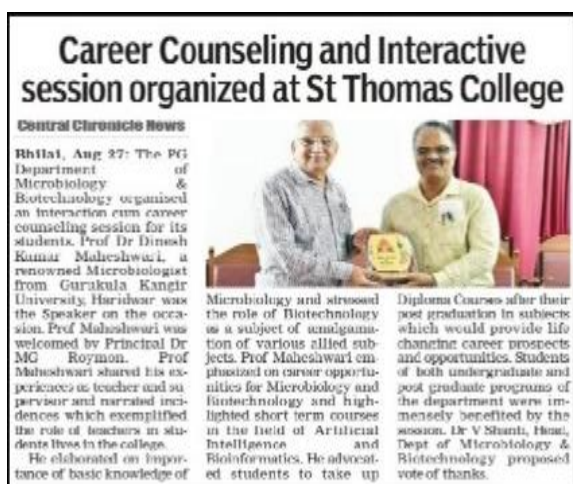 Career Counseling and Interactive
session organized at St Thomas College
Central Chronicle News
Bhilai, Aug 27: The PG
Department of
Microbiology &
Biotechnology organised
an interaction cum career
counseling session for its
students. Prof Dr Dinesh
Kumar Maheshwari, a
renowned Microbiologist
from Gurukula Kangir
University, Haridwar was
the Speaker on the occa-
sion. Prof Maheshwari was
welcomed by Principal Dr
MG Roymon. Prof
Maheshwari shared his ex-
periences as teacher and su-
pervisor and narrated inci-
dences which exemplified
the role of teachers in stu-
dents lives in the college.
He elaborated on impor-
tance of basic knowledge of
Microbiology and stressed
the role of Biotechnology
as a subject of amalgama-
tion of various allied sub-
jects. Prof Maheshwari em-
phasized on career opportu-
nities for Microbiology and
Biotechnology and high-
lighted short term courses
in the field of Artificial
Intelligence and
Bioinformatics. He advocat-
ed students to take up
Diploma Courses after their
post graduation in subjects
which would provide life
changing career prospects
and opportunities. Students
of both undergraduate and
post graduate programs of
the department were im-
mensely benefited by the
session. Dr V Shanti, Head,
Dept of Microbiology &
Biotechnology proposed
vote of thanks.